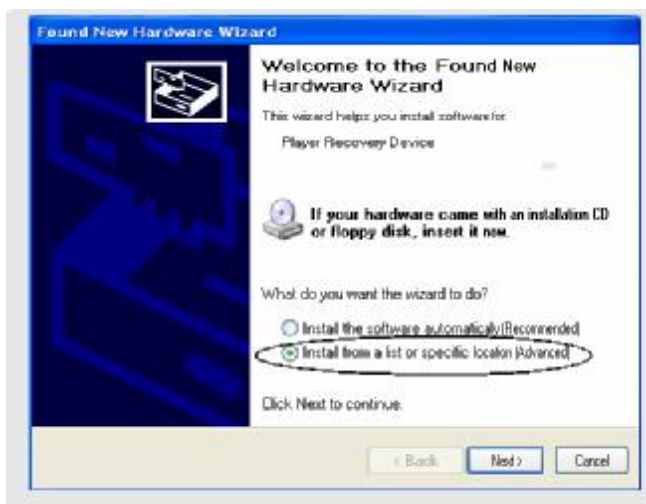 Found New Hardware Wizard
Welcome to the Found New
Hardware Wizard
This wizard helps you install software for:
Player Recovery Device
If your hardware came with an installation CD
or floppy disk, insert it now.
What do you want the wizard to do?
Install the software automatically (Recommended)
Install from a list or specific location (Advanced)
Click Next to continue.
< Back
Next >
Cancel